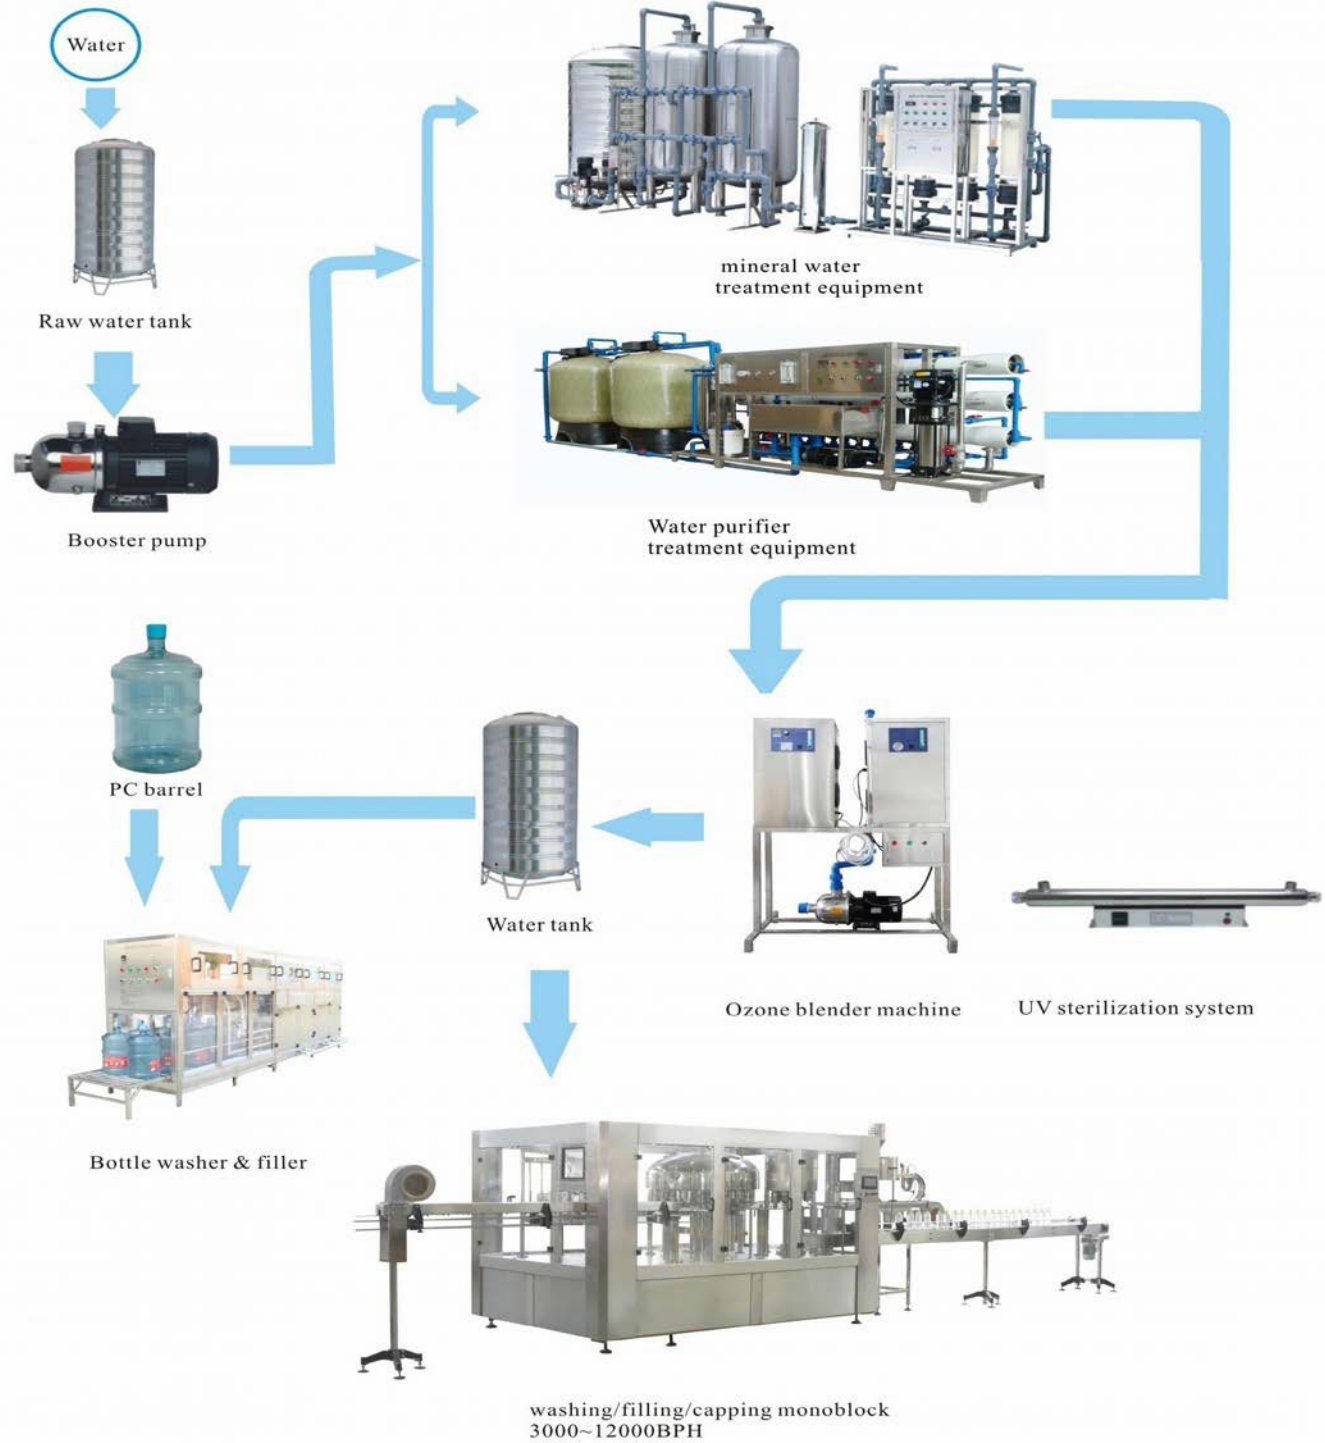 Water
Raw water tank
Booster pump
mineral water
treatment equipment
Water purifier
treatment equipment
PC barrel
Water tank
Ozone blender machine
UV sterilization system
Bottle washer & filler
washing/filling/capping monoblock
3000~12000BPH